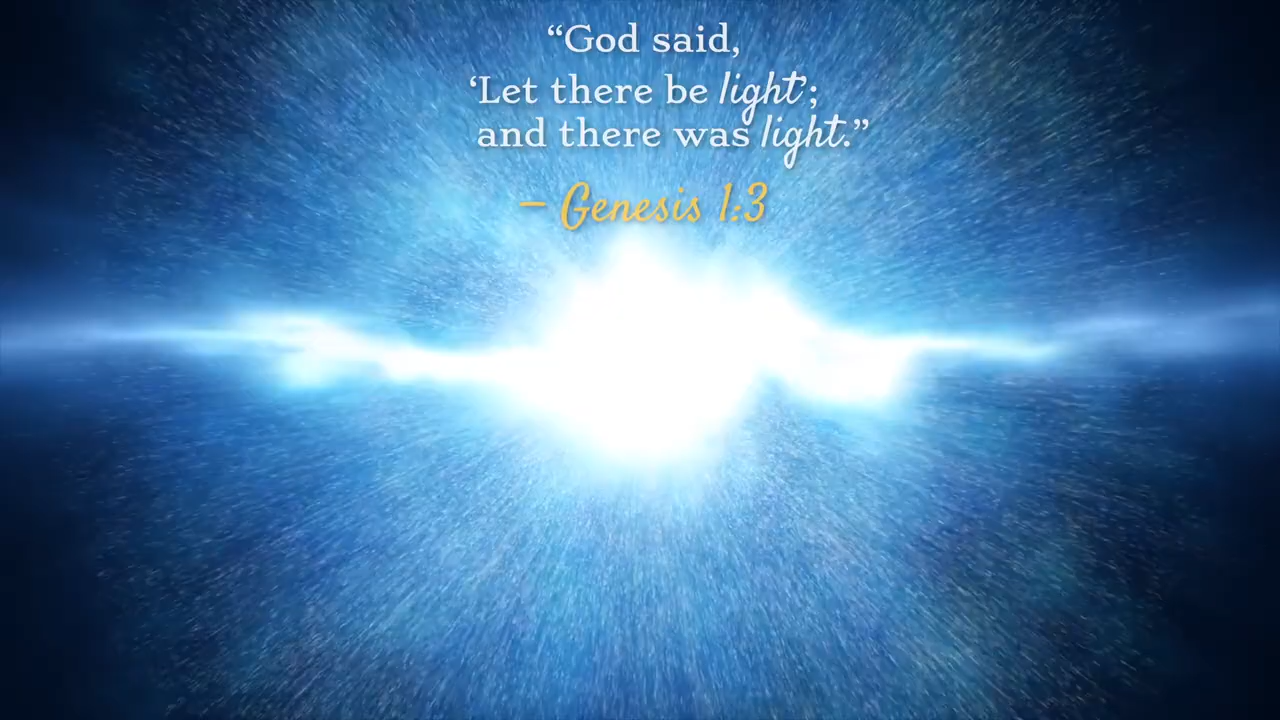 “God said,
‘Let there be light’;
and there was light.”
– Genesis 1:3